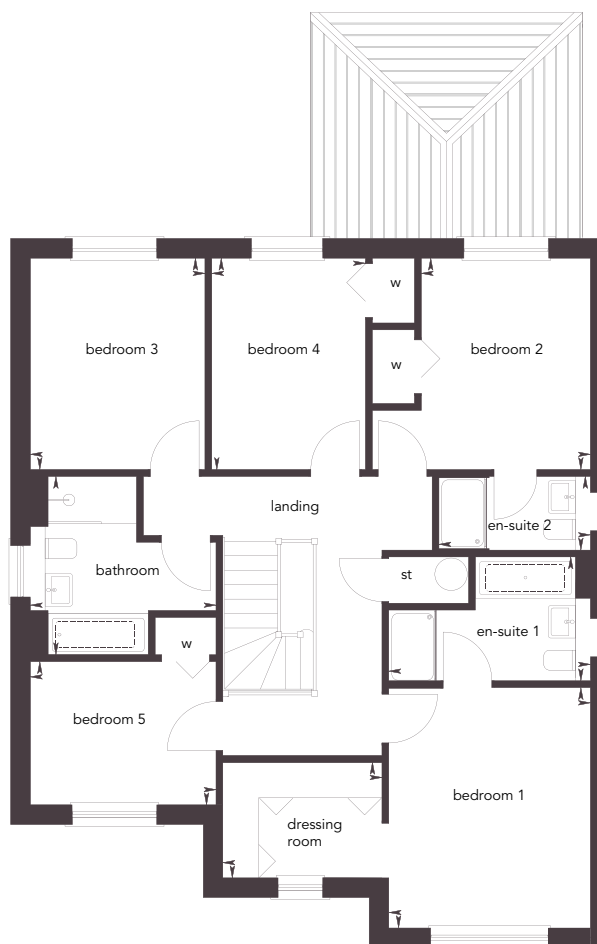 w
bedroom 3
bedroom 4
bedroom 2
w
landing
en-suite 2
bathroom
st
en-suite 1
w
bedroom 5
bedroom 1
dressing
room